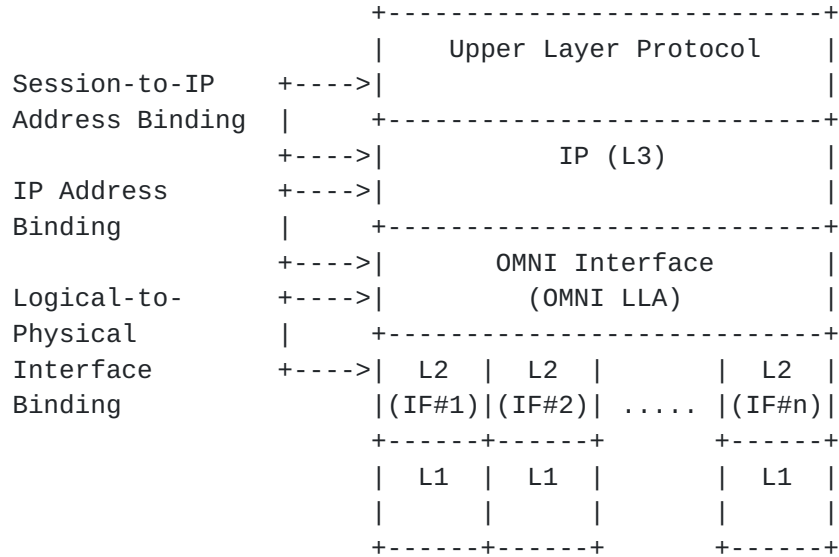 +----------------------------+
                     |    Upper Layer Protocol    |
Session-to-IP   +---->|                            |
Address Binding  |    +----------------------------+
                +---->|          IP (L3)           |
IP Address      +---->|                            |
Binding          |    +----------------------------+
                +---->|       OMNI Interface       |
Logical-to-     +---->|         (OMNI LLA)         |
Physical         |    +----------------------------+
Interface       +---->|  L2  |  L2  |       |  L2  |
Binding               |(IF#1)|(IF#2)| ..... |(IF#n)|
                      +------+------+       +------+
                      |  L1  |  L1  |       |  L1  |
                      |      |      |       |      |
                      +------+------+       +------+